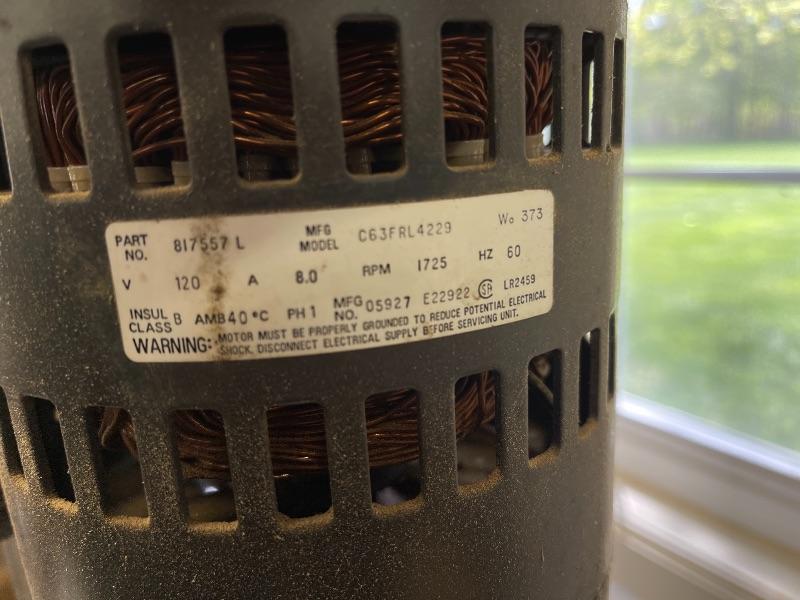 PART NO. 817557 L MFG MODEL C63FRL4229 Wo 373
V 120 A 8.0 RPM 1725 HZ 60
INSUL CLASS B AMB 40 °C PH 1 MFG NO. 05927 E22922 SA LR2459
WARNING: MOTOR MUST BE PROPERLY GROUNDED TO REDUCE POTENTIAL ELECTRICAL
SHOCK. DISCONNECT ELECTRICAL SUPPLY BEFORE SERVICING UNIT.